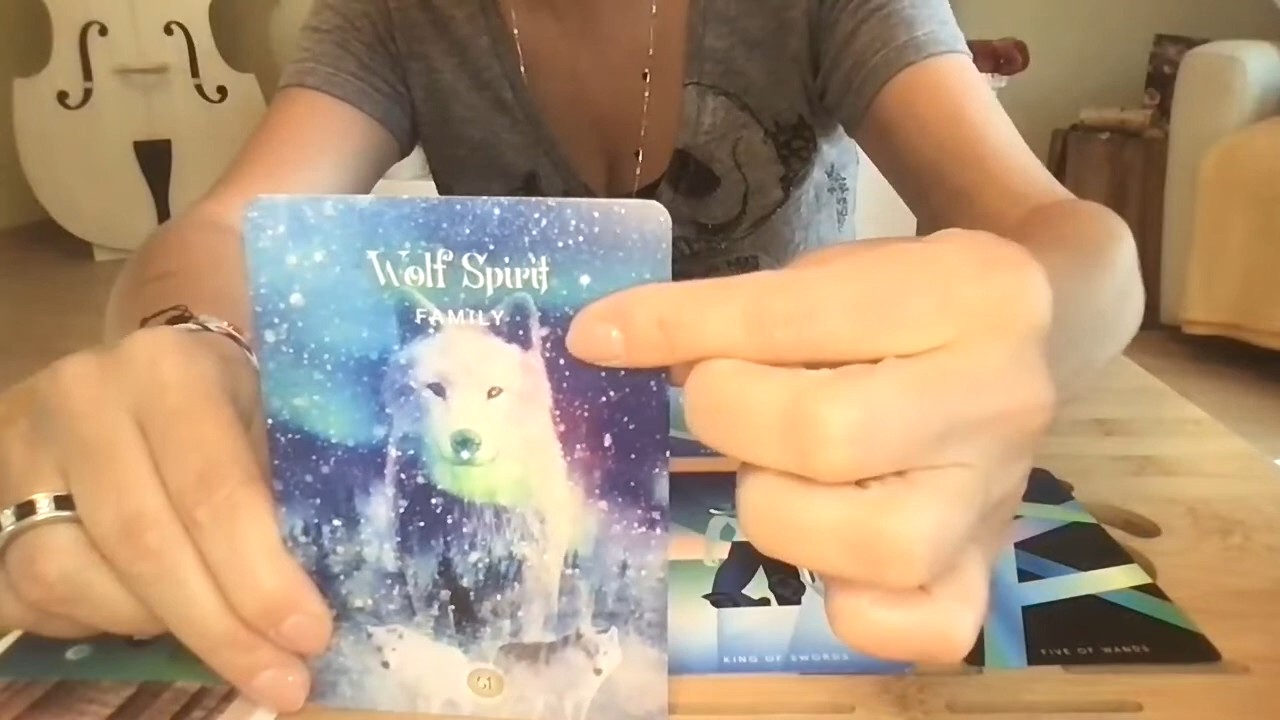 Wolf Spirit
FAMILY
61
KING OF SWORDS
FIVE OF WANDS